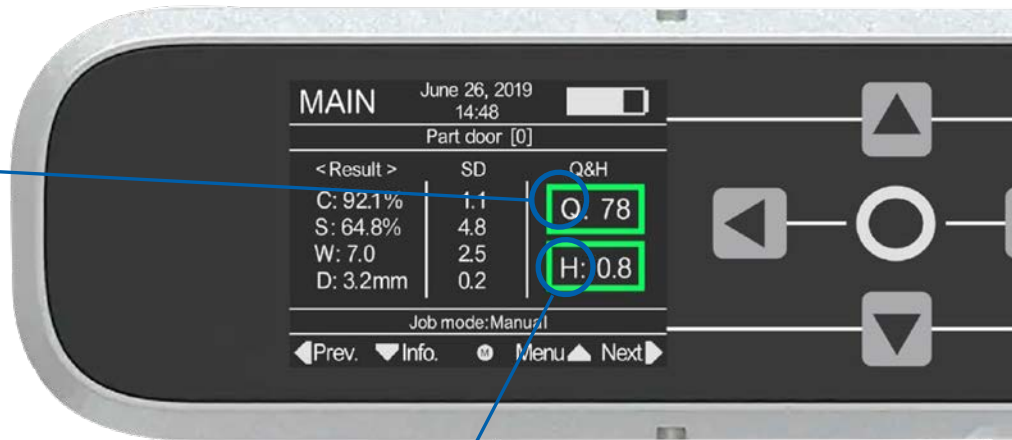 MAIN
June 26, 2019
14:48
Part door [0]
<Result > SD Q&H
C: 92.1% 1.1 Q: 78
S: 64.8% 4.8
W: 7.0 2.5 H: 0.8
D: 3.2mm 0.2
Job mode:Manual
Prev. Info. M Menu Next